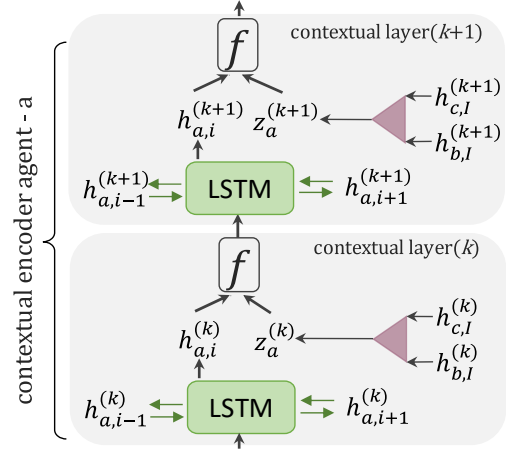 contextual layer(k+1)
f
h_{a,i}^{(k+1)} z_a^{(k+1)}
h_{c,I}^{(k+1)}
h_{b,I}^{(k+1)}
h_{a,i−1}^{(k+1)} LSTM h_{a,i+1}^{(k+1)}
contextual encoder agent - a
contextual layer(k)
f
h_{a,i}^{(k)} z_a^{(k)}
h_{c,I}^{(k)}
h_{b,I}^{(k)}
h_{a,i−1}^{(k)} LSTM h_{a,i+1}^{(k)}